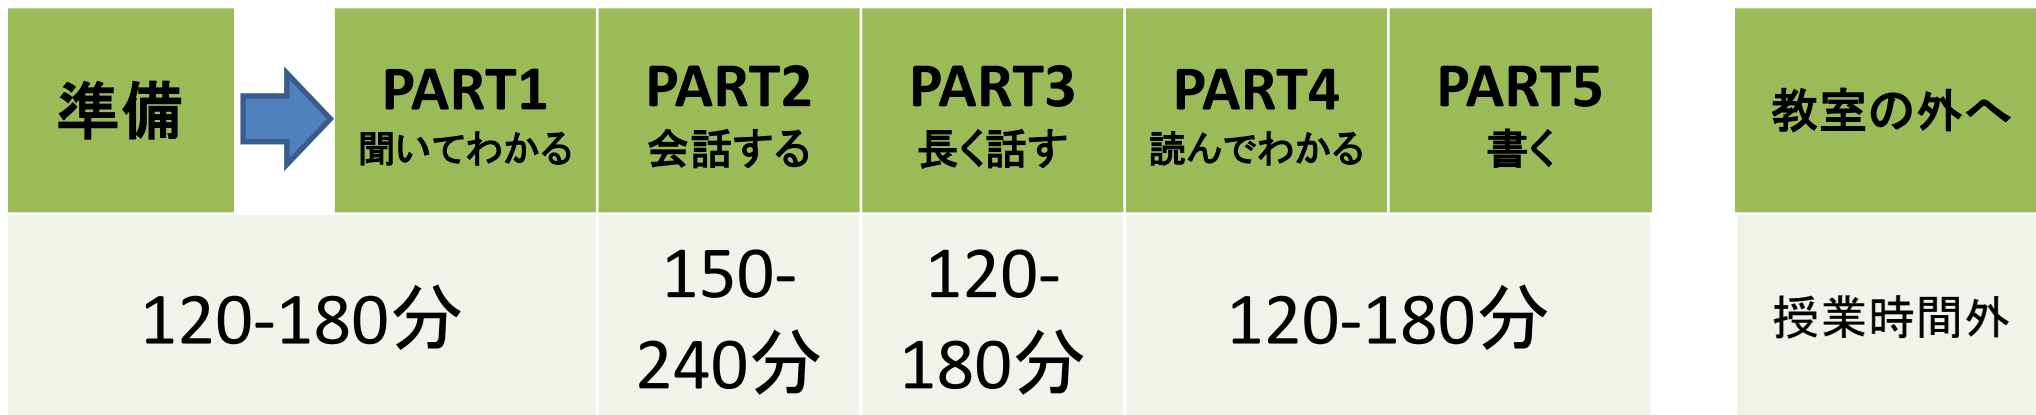 準備
PART1
聞いてわかる
PART2
会話する
PART3
長く話す
PART4
読んでわかる
PART5
書く
教室の外へ
120-180分
150-
240分
120-
180分
120-180分
授業時間外